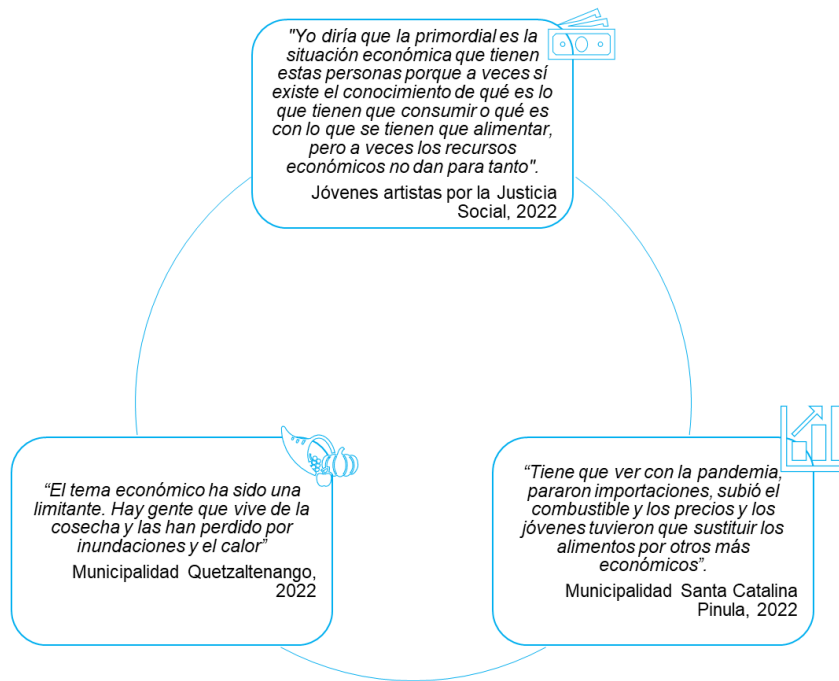 "Yo diría que la primordial es la
situación económica que tienen
estas personas porque a veces sí
existe el conocimiento de qué es lo
que tienen que consumir o qué es
con lo que se tienen que alimentar,
pero a veces los recursos
económicos no dan para tanto".
Jóvenes artistas por la Justicia
Social, 2022
“El tema económico ha sido una
limitante. Hay gente que vive de la
cosecha y las han perdido por
inundaciones y el calor”
Municipalidad Quetzaltenango,
2022
“Tiene que ver con la pandemia,
pararon importaciones, subió el
combustible y los precios y los
jóvenes tuvieron que sustituir los
alimentos por otros más
económicos”.
Municipalidad Santa Catalina
Pinula, 2022